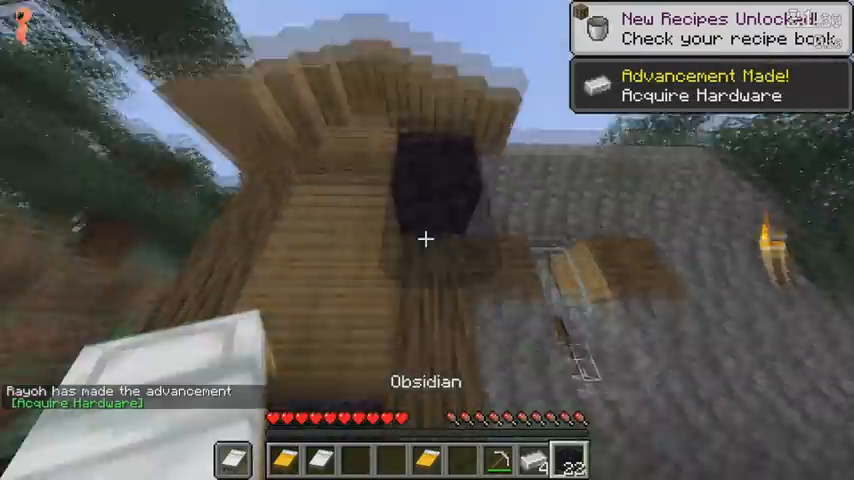 New Recipes Unlocked!
Check your recipe book
Advancement Made!
Acquire Hardware
Rayoh has made the advancement
[Acquire Hardware]
Obsidian
4
22